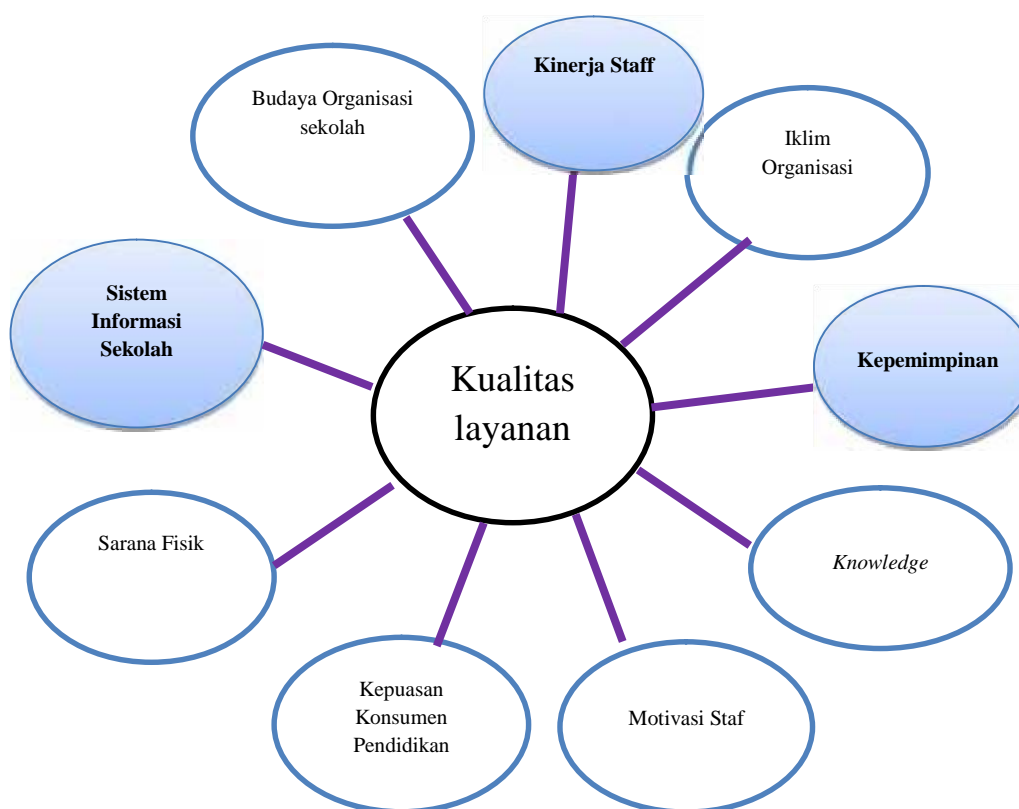 Kinerja Staff
Budaya Organisasi
sekolah
Iklim
Organisasi
Sistem
Informasi
Sekolah
Kepemimpinan
Kualitas
layanan
Sarana Fisik
Knowledge
Kepuasan
Konsumen
Pendidikan
Motivasi Staf